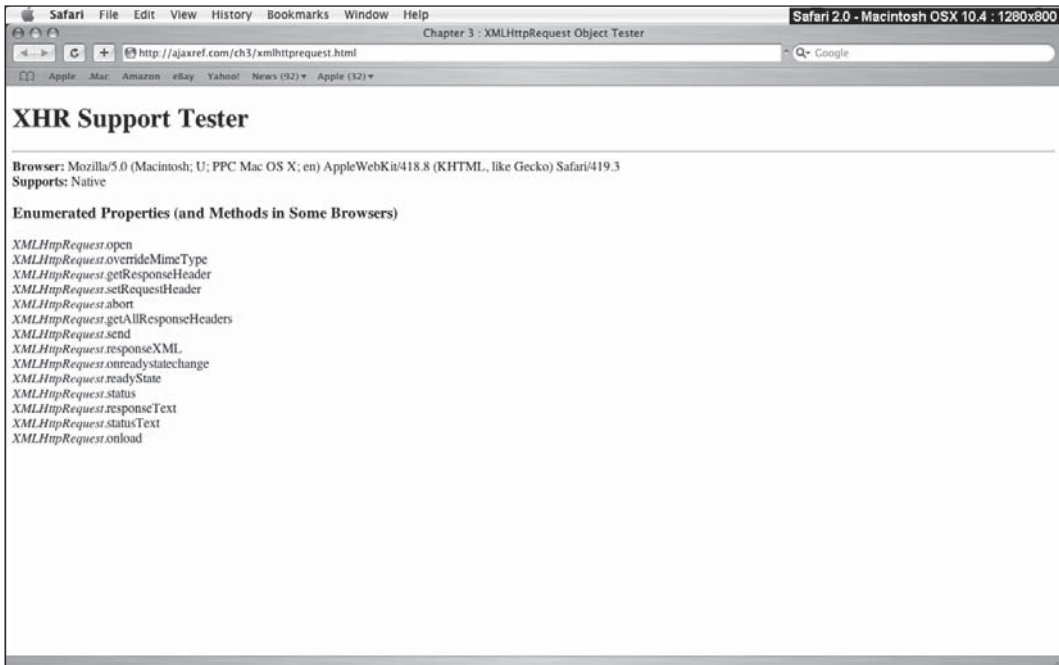 Safari File Edit View History Bookmarks Window Help
Safari 2.0 - Macintosh OSX 10.4 : 1280x800
Chapter 3 : XMLHttpRequest Object Tester
http://ajaxref.com/ch3/xmlhttprequest.html
Google
Apple .Mac Amazon eBay Yahoo! News (92) Apple (32)
XHR Support Tester
Browser: Mozilla/5.0 (Macintosh; U; PPC Mac OS X; en) AppleWebKit/418.8 (KHTML, like Gecko) Safari/419.3
Supports: Native
Enumerated Properties (and Methods in Some Browsers)
XMLHttpRequest.open
XMLHttpRequest.overrideMimeType
XMLHttpRequest.getResponseHeader
XMLHttpRequest.setRequestHeader
XMLHttpRequest.abort
XMLHttpRequest.getAllResponseHeaders
XMLHttpRequest.send
XMLHttpRequest.responseXML
XMLHttpRequest.onreadystatechange
XMLHttpRequest.readyState
XMLHttpRequest.status
XMLHttpRequest.responseText
XMLHttpRequest.statusText
XMLHttpRequest.onload